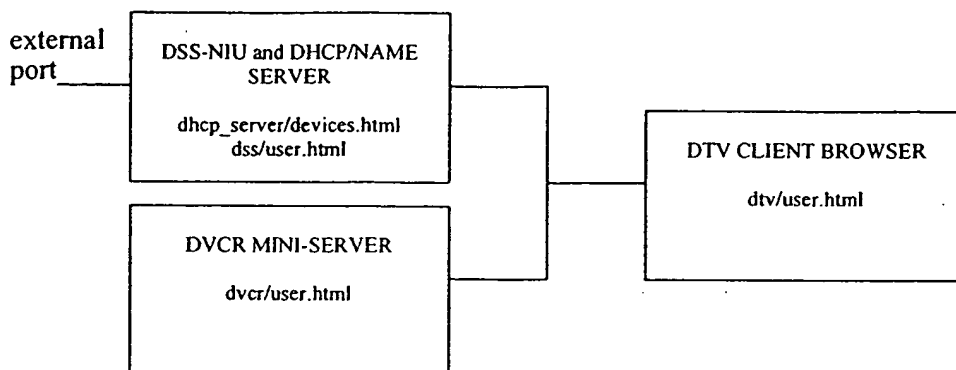 external
port
DSS-NIU and DHCP/NAME
SERVER
dhcp_server/devices.html
dss/user.html
DTV CLIENT BROWSER
dtv/user.html
DVCR MINI-SERVER
dvcr/user.html